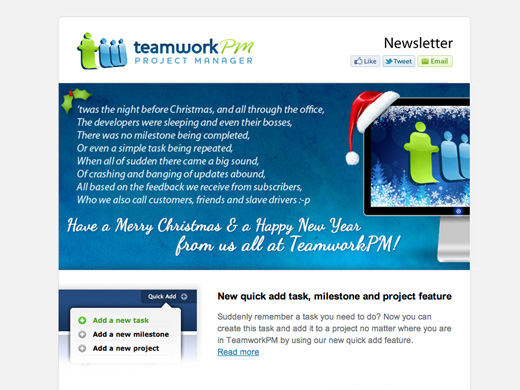 teamworkPM
PROJECT MANAGER
Newsletter
Like Tweet Email
'twas the night before Christmas, and all through the office,
The developers were sleeping and even their bosses,
There was no milestone being completed,
Or even a simple task being repeated,
When all of sudden there came a big sound,
Of crashing and banging of updates abound,
All based on the feedback we receive from subscribers,
Who we also call customers, friends and slave drivers :-p
Have a Merry Christmas & a Happy New Year
from us all at TeamworkPM!
Quick Add
Add a new task
Add a new milestone
Add a new project
New quick add task, milestone and project feature
Suddenly remember a task you need to do? Now you can
create this task and add it to a project no matter where you are
in TeamworkPM by using our new quick add feature.
Read more